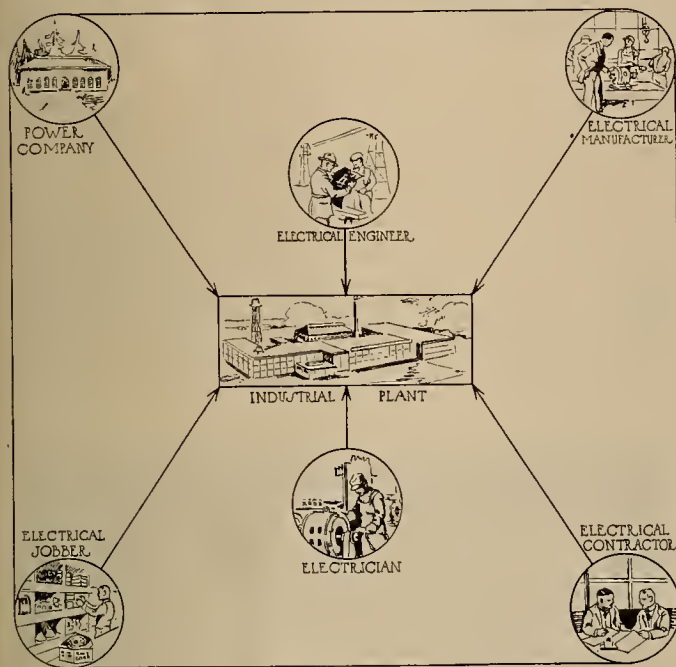 POWER
COMPANY
ELECTRICAL
MANUFACTURER
ELECTRICAL ENGINEER
INDUSTRIAL PLANT
ELECTRICAL
JOBBER
ELECTRICIAN
ELECTRICAL
CONTRACTOR